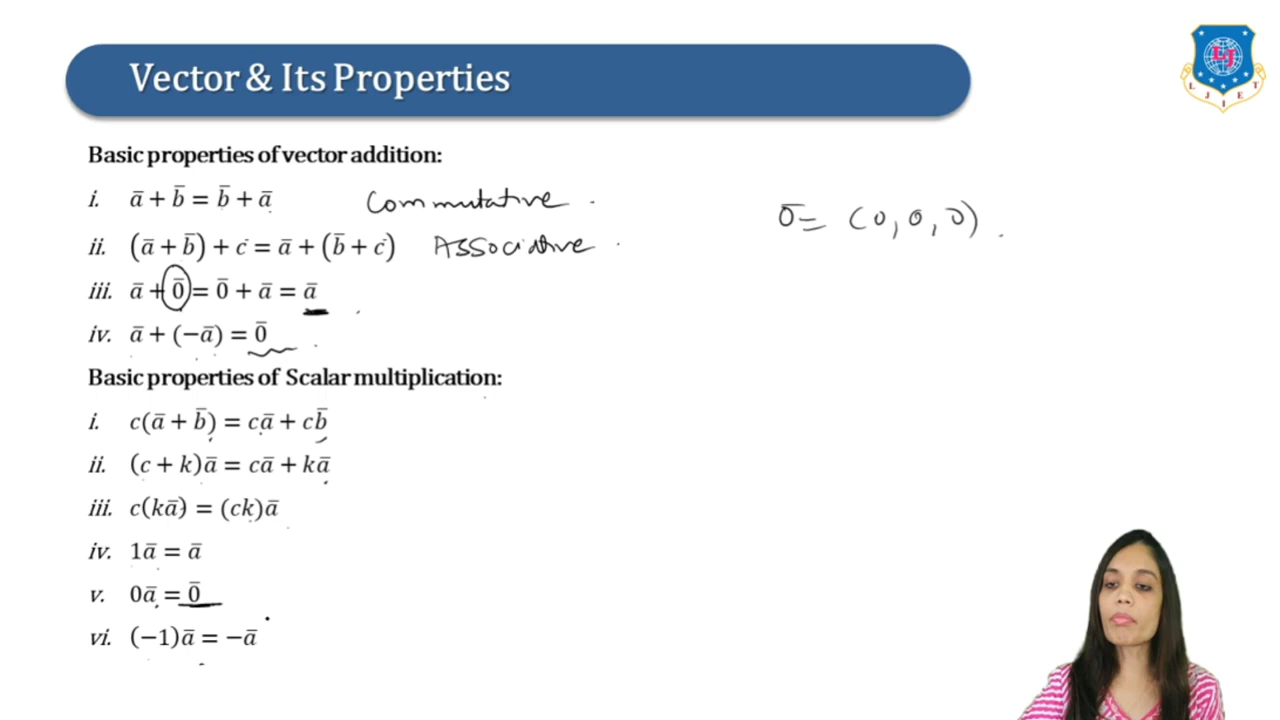 Vector & Its Properties
LJ
L J I E T
Basic properties of vector addition:
i. ā + b̄ = b̄ + ā Commutative
0̄ = (0, 0, 0).
ii. (ā + b̄) + c̄ = ā + (b̄ + c̄) Associative
iii. ā + 0̄ = 0̄ + ā = ā
iv. ā + (−ā) = 0̄
Basic properties of Scalar multiplication:
i. c(ā + b̄) = cā + cb̄
ii. (c + k)ā = cā + kā
iii. c(kā) = (ck)ā
iv. 1ā = ā
v. 0ā = 0̄
vi. (−1)ā = −ā